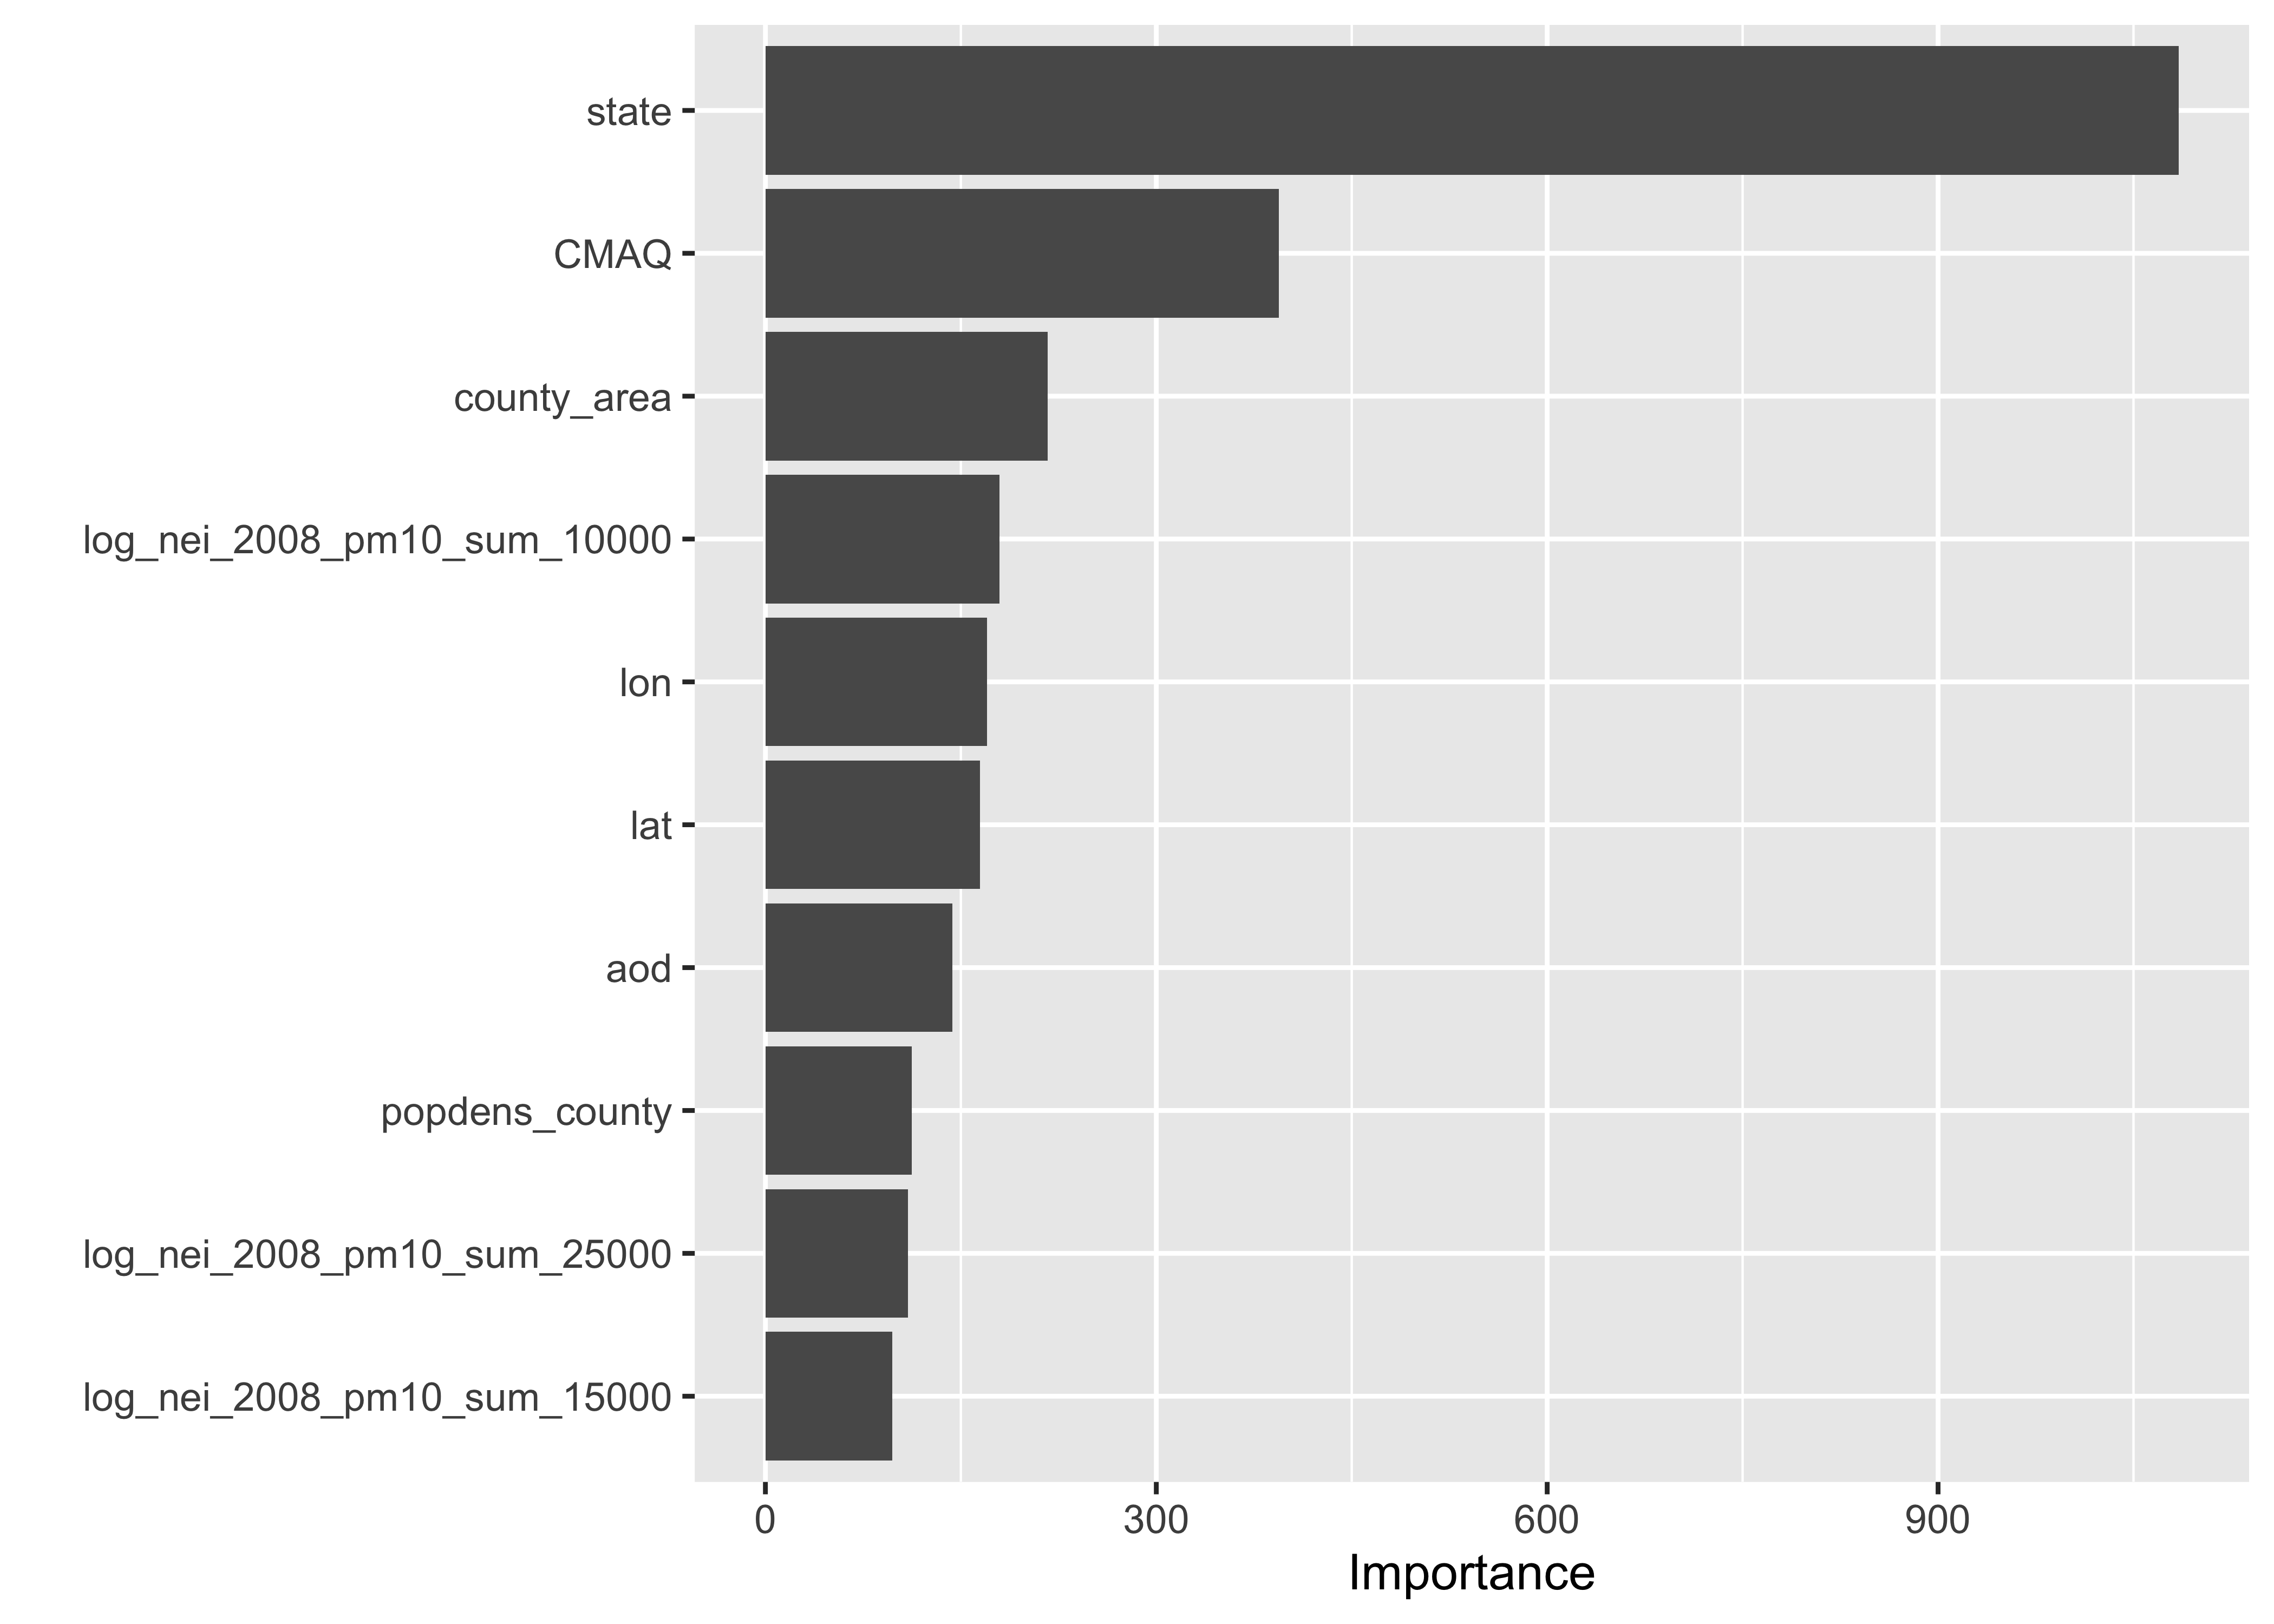 state
CMAQ
county_area
log_nei_2008_pm10_sum_10000
lon
lat
aod
popdens_county
log_nei_2008_pm10_sum_25000
log_nei_2008_pm10_sum_15000
0 300 600 900
Importance